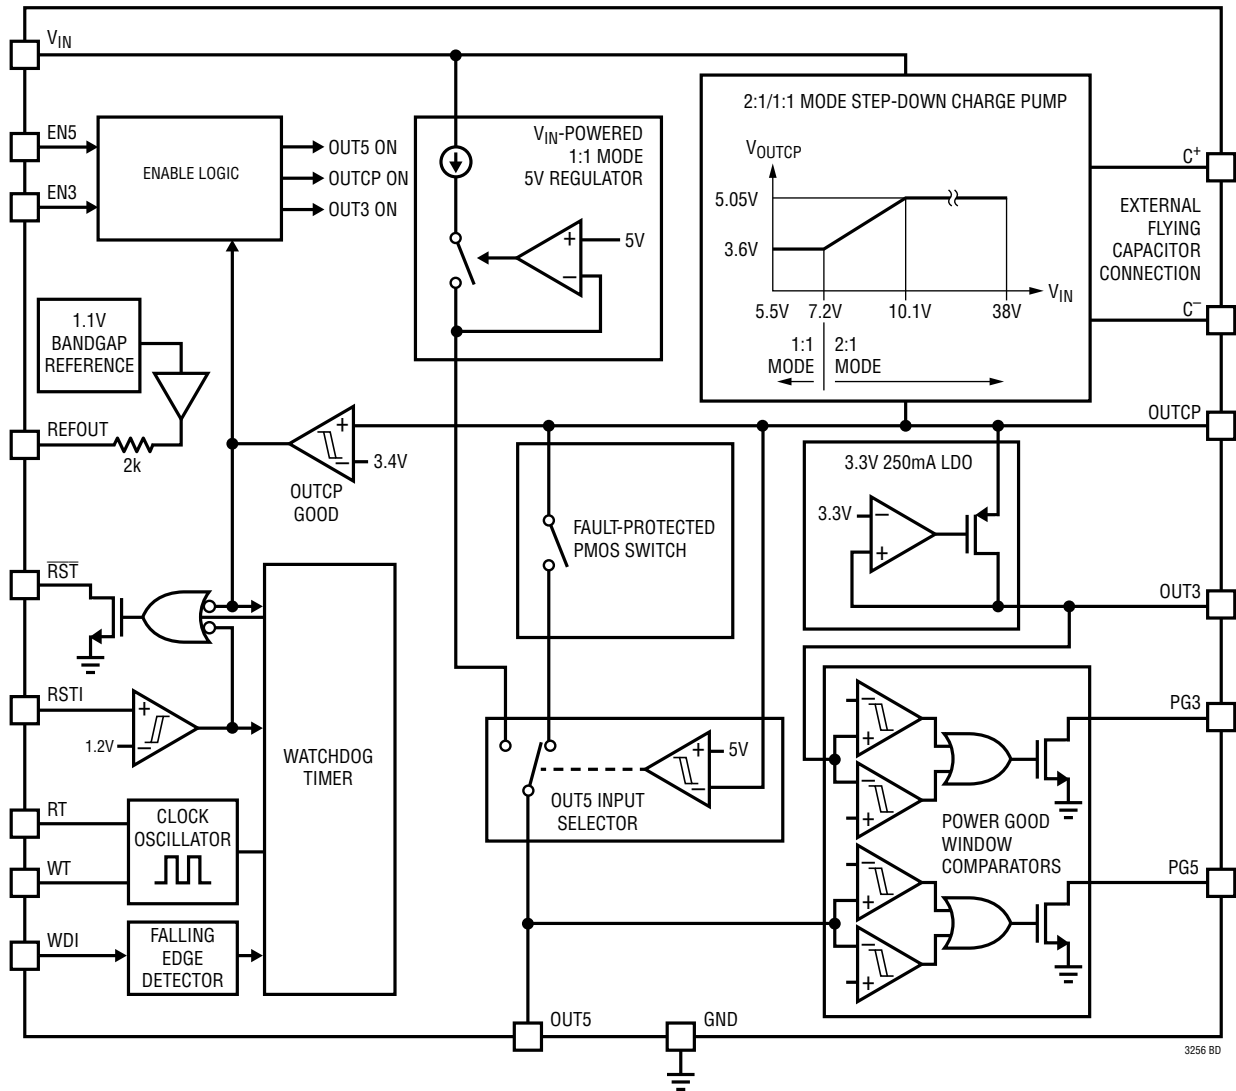 VIN
EN5
EN3
ENABLE LOGIC
OUT5 ON
OUTCP ON
OUT3 ON
VIN-POWERED
1:1 MODE
5V REGULATOR
+
5V
–
2:1/1:1 MODE STEP-DOWN CHARGE PUMP
VOUTCP
5.05V
3.6V
VIN
5.5V
7.2V
10.1V
38V
1:1
MODE
2:1
MODE
C+
EXTERNAL
FLYING
CAPACITOR
CONNECTION
C–
1.1V
BANDGAP
REFERENCE
REFOUT
2k
+
–
3.4V
OUTCP
GOOD
OUTCP
FAULT-PROTECTED
PMOS SWITCH
3.3V 250mA LDO
3.3V
–
+
OUT3
RST
RSTI
+
1.2V
–
WATCHDOG
TIMER
RT
WT
CLOCK
OSCILLATOR
WDI
FALLING
EDGE
DETECTOR
+
5V
–
OUT5 INPUT
SELECTOR
–
+
–
+
PG3
POWER GOOD
WINDOW
COMPARATORS
–
+
–
+
PG5
OUT5
GND
3256 BD